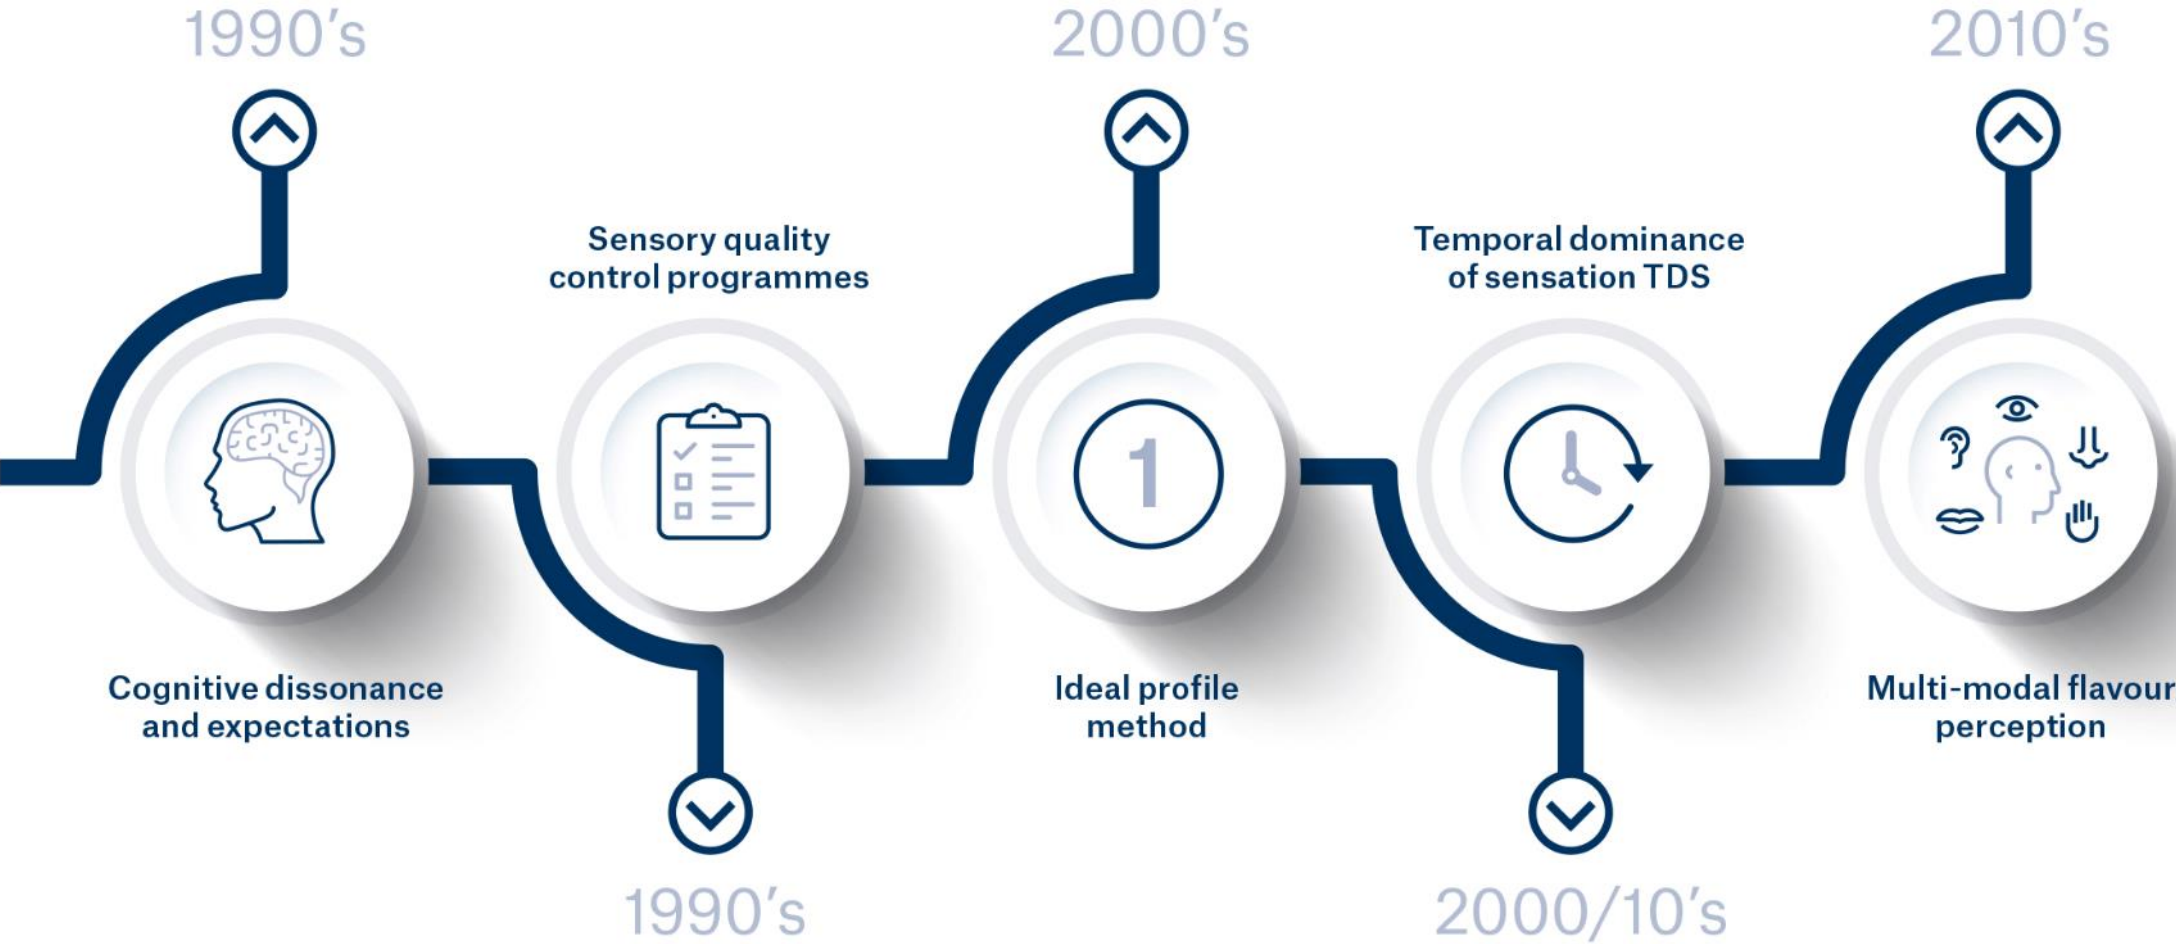 1990's
2000's
2010's
Sensory quality
control programmes
Temporal dominance
of sensation TDS
1
Cognitive dissonance
and expectations
Ideal profile
method
Multi-modal flavour
perception
1990's
2000/10's